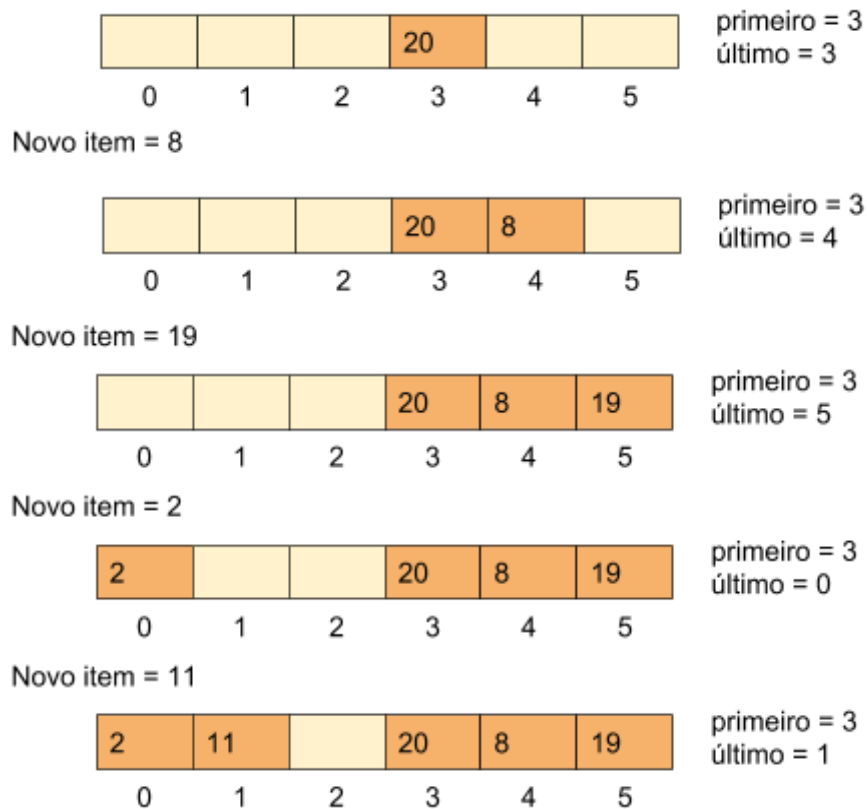 20
primeiro = 3
último = 3
0 1 2 3 4 5
Novo item = 8
20 8
primeiro = 3
último = 4
0 1 2 3 4 5
Novo item = 19
20 8 19
primeiro = 3
último = 5
0 1 2 3 4 5
Novo item = 2
2 20 8 19
primeiro = 3
último = 0
0 1 2 3 4 5
Novo item = 11
2 11 20 8 19
primeiro = 3
último = 1
0 1 2 3 4 5